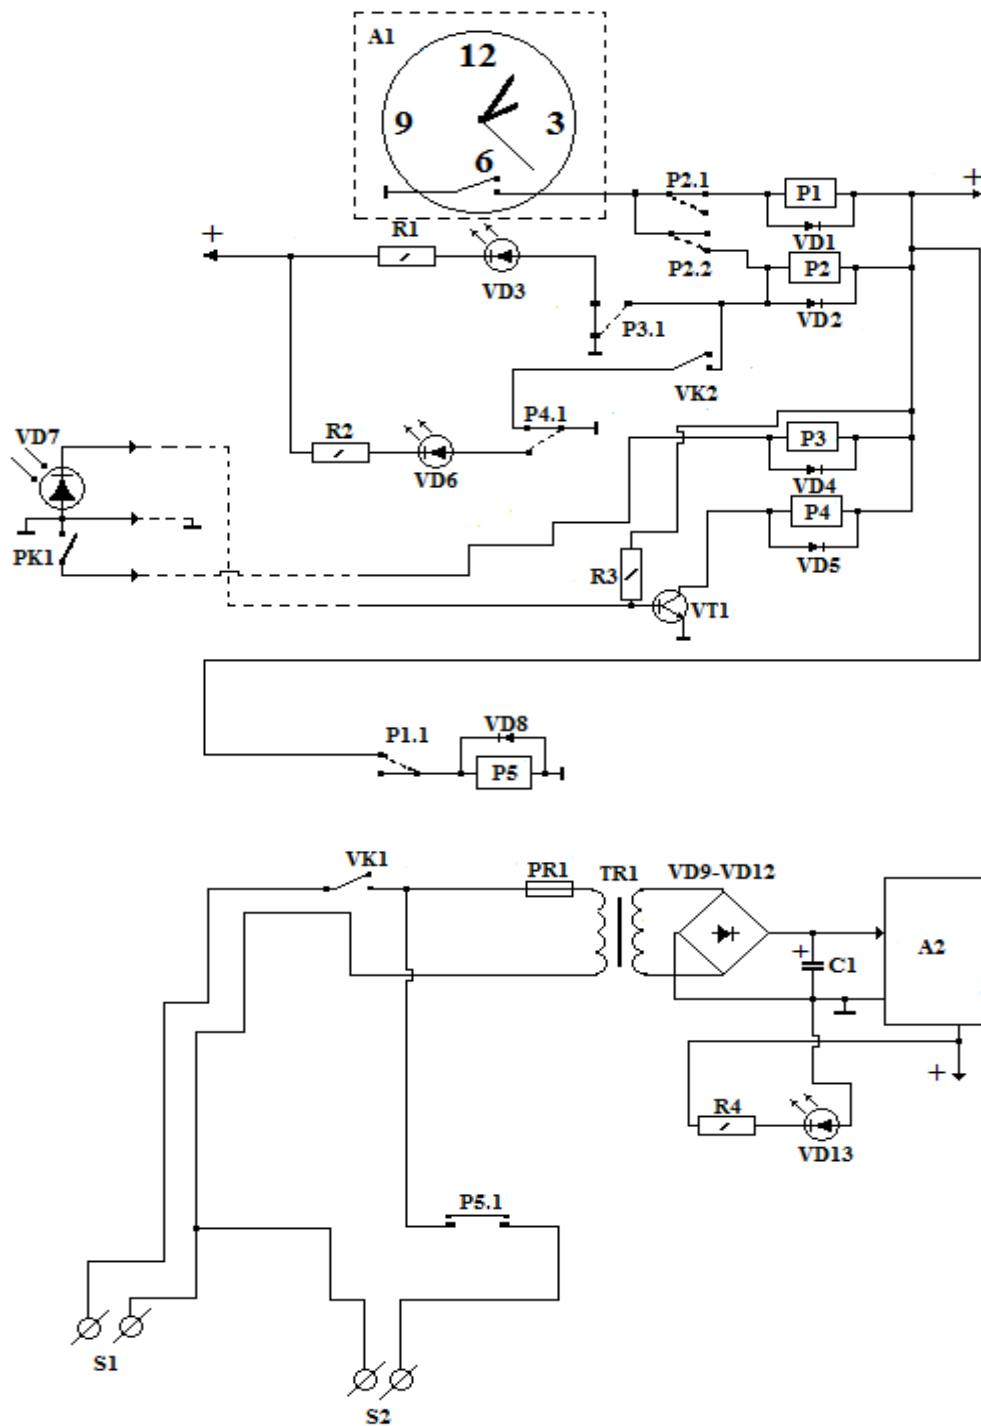 A1
12
9
3
6
P2.1
P1
+
VD1
+
R1
VD3
P2.2
P2
VD2
P3.1
VK2
P4.1
VD7
R2
VD6
P3
VD4
P4
VD5
PK1
R3
VT1
P1.1
VD8
P5
VK1
PR1
TR1
VD9-VD12
+
C1
A2
+
R4
VD13
P5.1
S1
S2